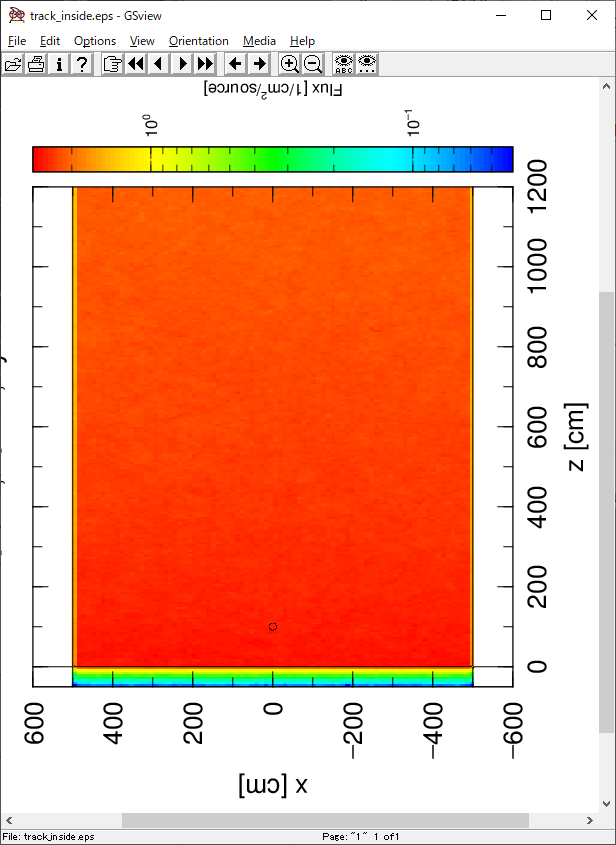 track_inside.eps - GSview
File Edit Options View Orientation Media Help
i ? ABC
Flux [1/cm²/source]
10⁰ 10⁻¹
1200
1000
800
600
400
200
0
z [cm]
600 400 200 0 −200 −400 −600
x [cm]
File: track_inside.eps Page: "1" 1 of 1